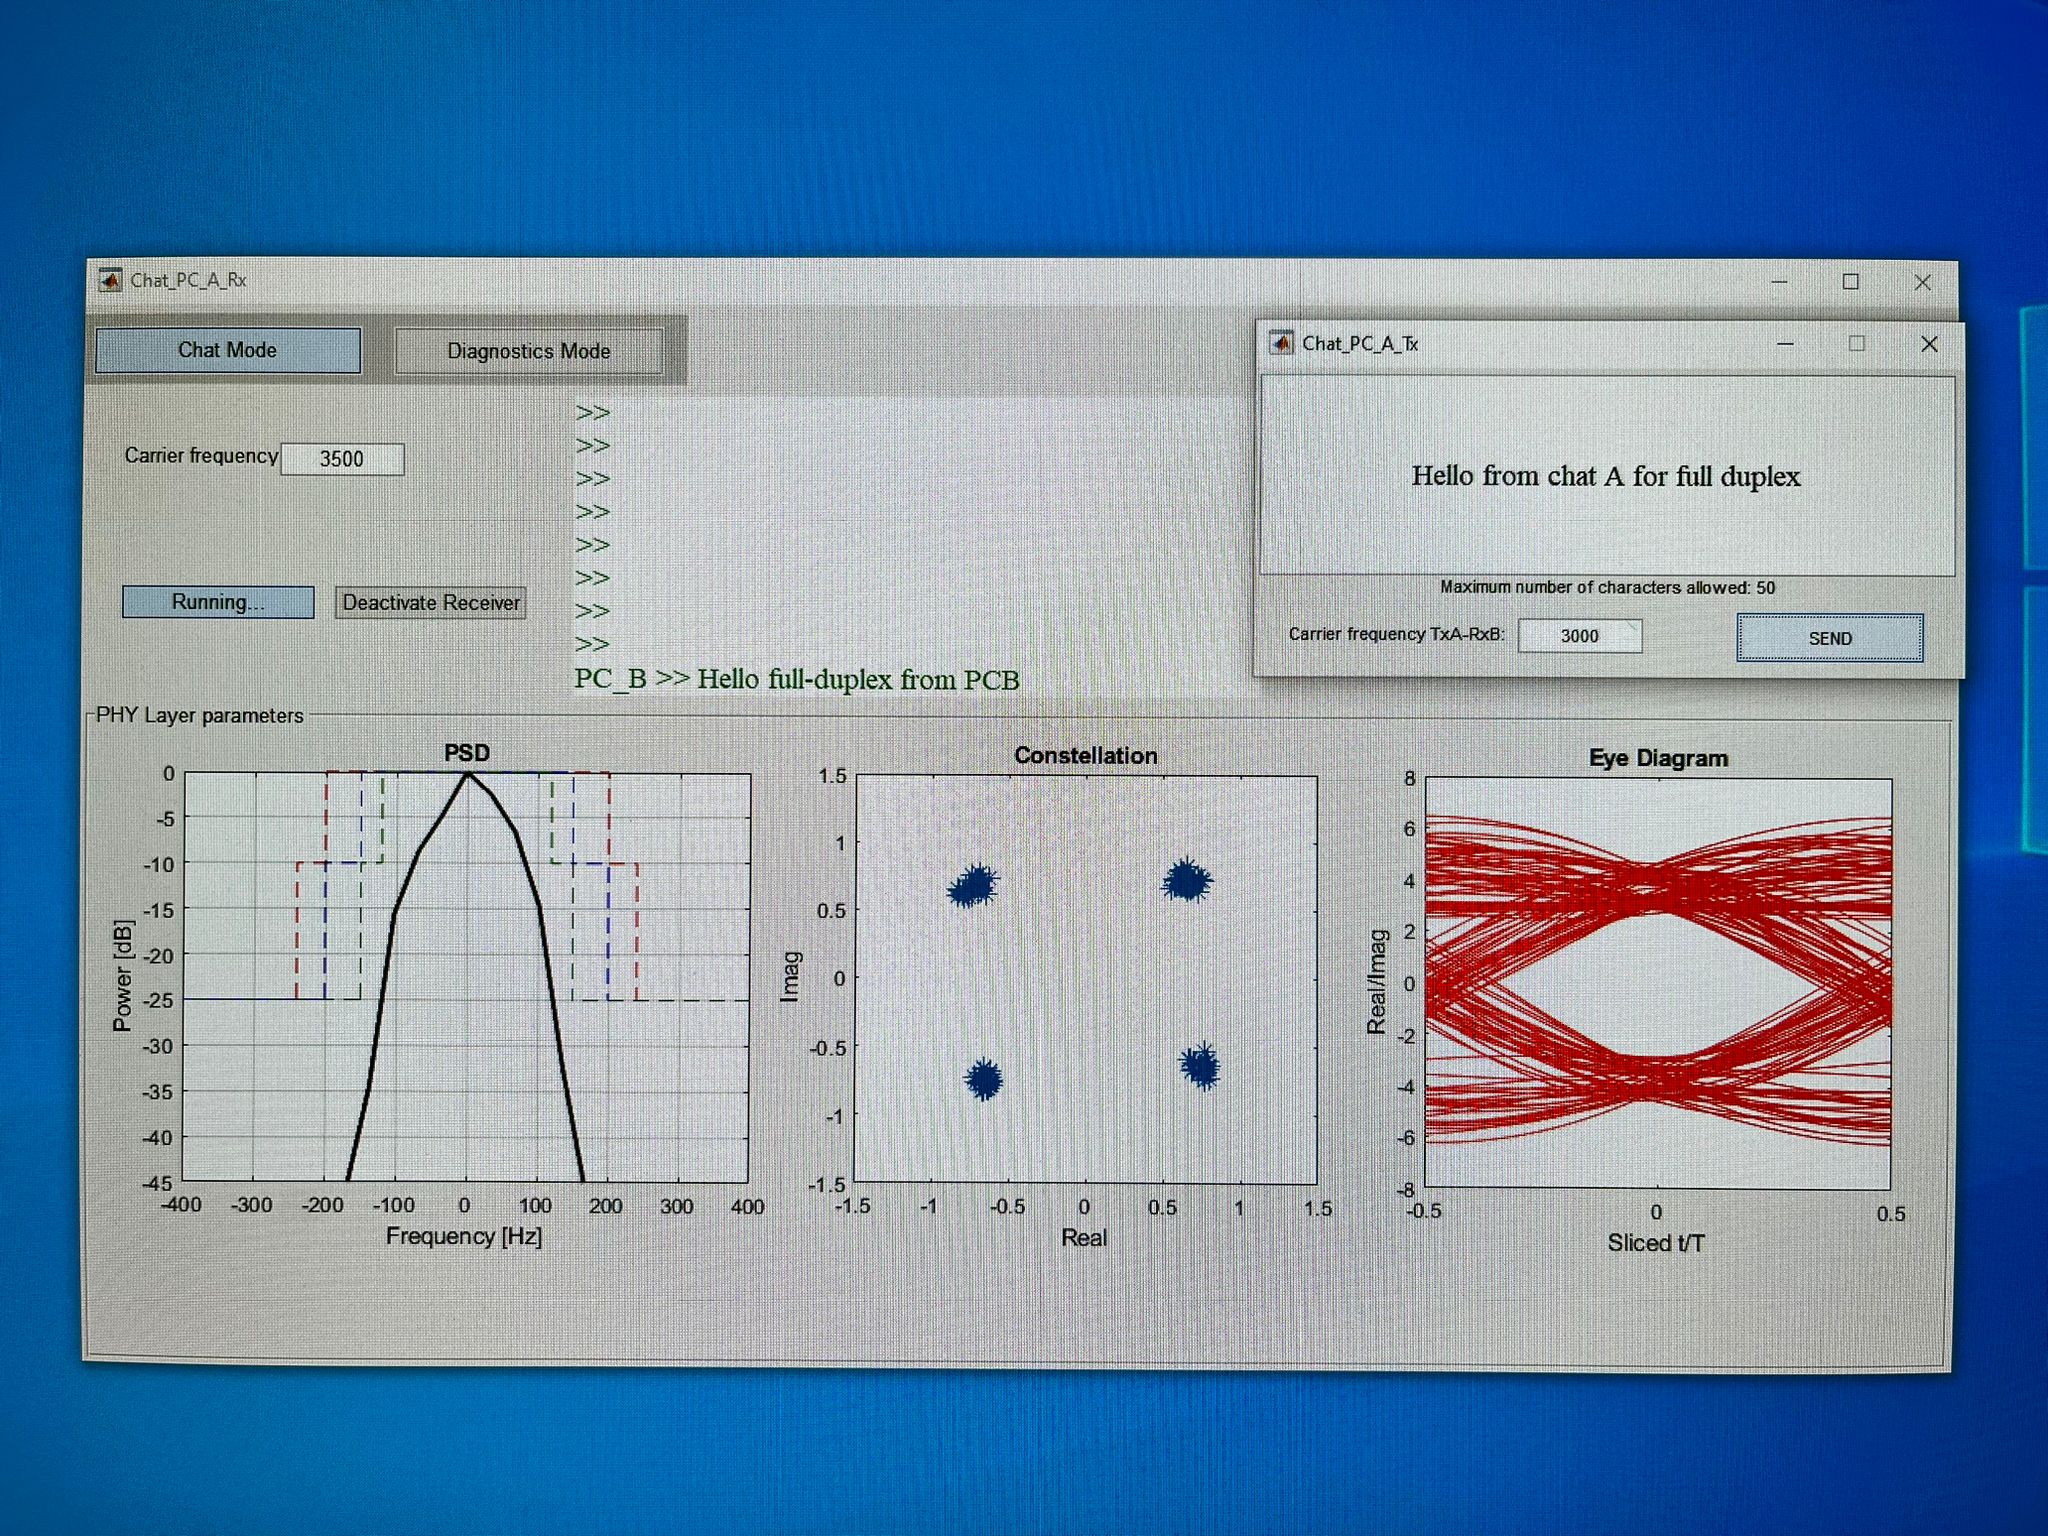 Chat_PC_A_Rx
Chat Mode
Diagnostics Mode
Carrier frequency 3500
>>
>>
>>
>>
>>
>>
>>
>>
PC_B >> Hello full-duplex from PCB
Running...
Deactivate Receiver
Chat_PC_A_Tx
Hello from chat A for full duplex
Maximum number of characters allowed: 50
Carrier frequency TxA-RxB: 3000
SEND
PHY Layer parameters
PSD
0
-5
-10
-15
-20
-25
-30
-35
-40
-45
Power [dB]
-400 -300 -200 -100 0 100 200 300 400
Frequency [Hz]
Constellation
1.5
1
0.5
0
-0.5
-1
-1.5
Imag
-1.5 -1 -0.5 0 0.5 1 1.5
Real
Eye Diagram
8
6
4
2
0
-2
-4
-6
-8
Real/Imag
-0.5 0 0.5
Sliced t/T